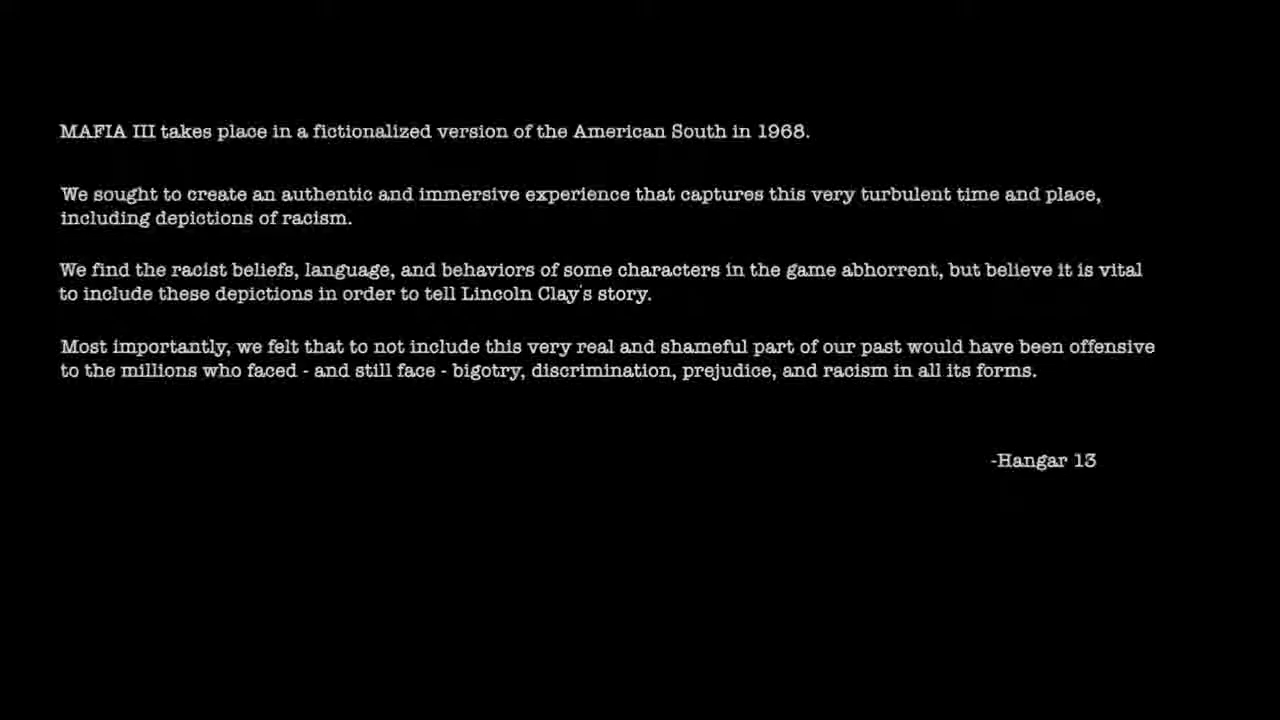 MAFIA III takes place in a fictionalized version of the American South in 1968.
We sought to create an authentic and immersive experience that captures this very turbulent time and place,
including depictions of racism.
We find the racist beliefs, language, and behaviors of some characters in the game abhorrent, but believe it is vital
to include these depictions in order to tell Lincoln Clay's story.
Most importantly, we felt that to not include this very real and shameful part of our past would have been offensive
to the millions who faced - and still face - bigotry, discrimination, prejudice, and racism in all its forms.
-Hangar 13